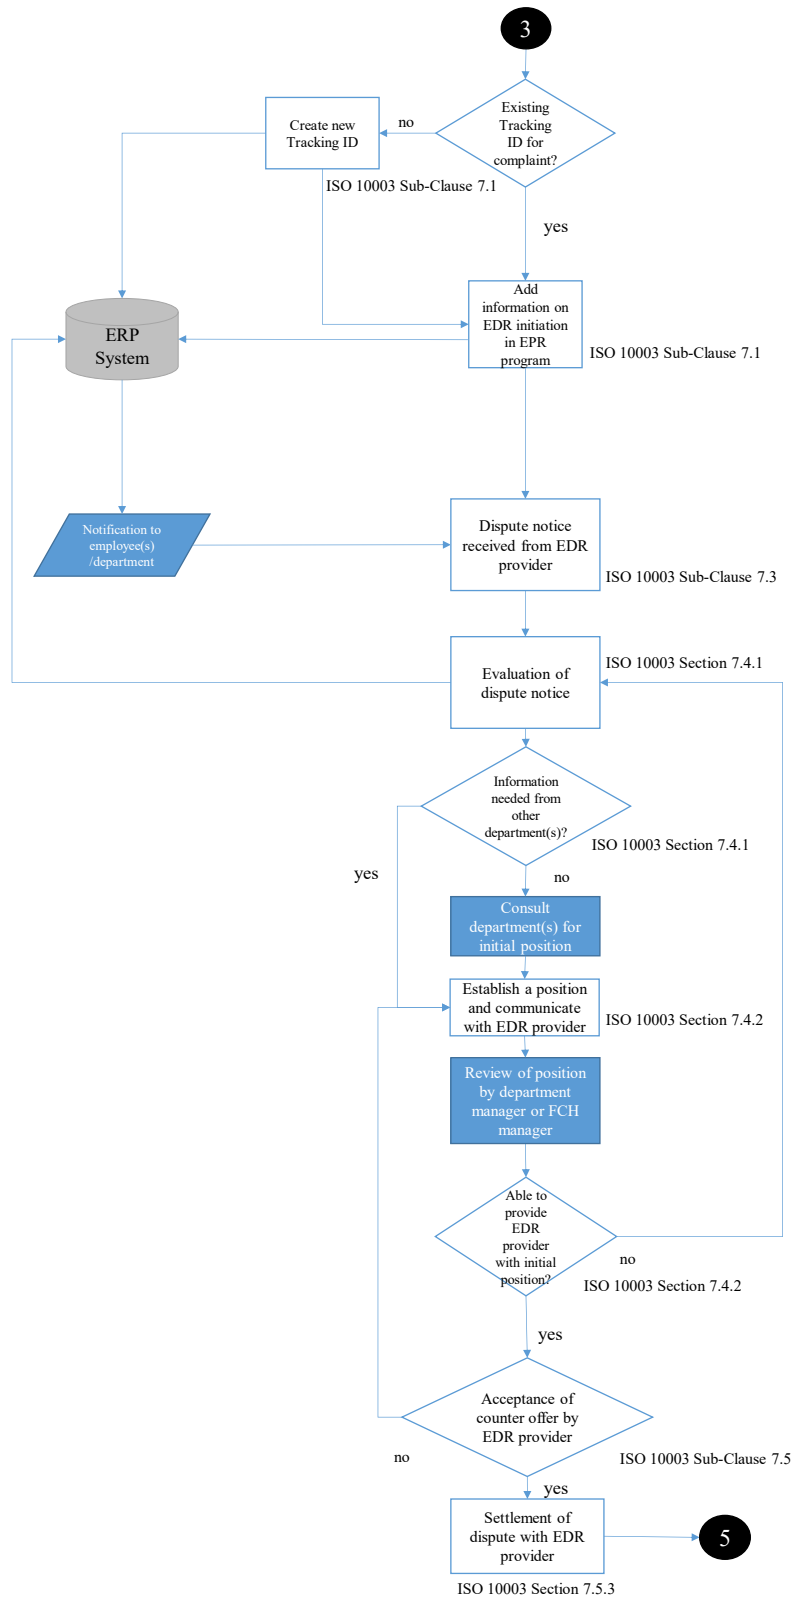 3
Existing
Tracking
ID for
complaint?
no
Create new
Tracking ID
ISO 10003 Sub-Clause 7.1
yes
Add
information on
EDR initiation
in EPR
program
ISO 10003 Sub-Clause 7.1
ERP
System
Notification to
employee(s)
/department
Dispute notice
received from EDR
provider
ISO 10003 Sub-Clause 7.3
Evaluation of
dispute notice
ISO 10003 Section 7.4.1
Information
needed from
other
department(s)?
ISO 10003 Section 7.4.1
yes
no
Consult
department(s) for
initial position
Establish a position
and communicate
with EDR provider
ISO 10003 Section 7.4.2
Review of position
by department
manager or FCH
manager
Able to
provide
EDR
provider
with initial
position?
no
ISO 10003 Section 7.4.2
yes
Acceptance of
counter offer by
EDR provider
no
ISO 10003 Sub-Clause 7.5
yes
Settlement of
dispute with EDR
provider
5
ISO 10003 Section 7.5.3